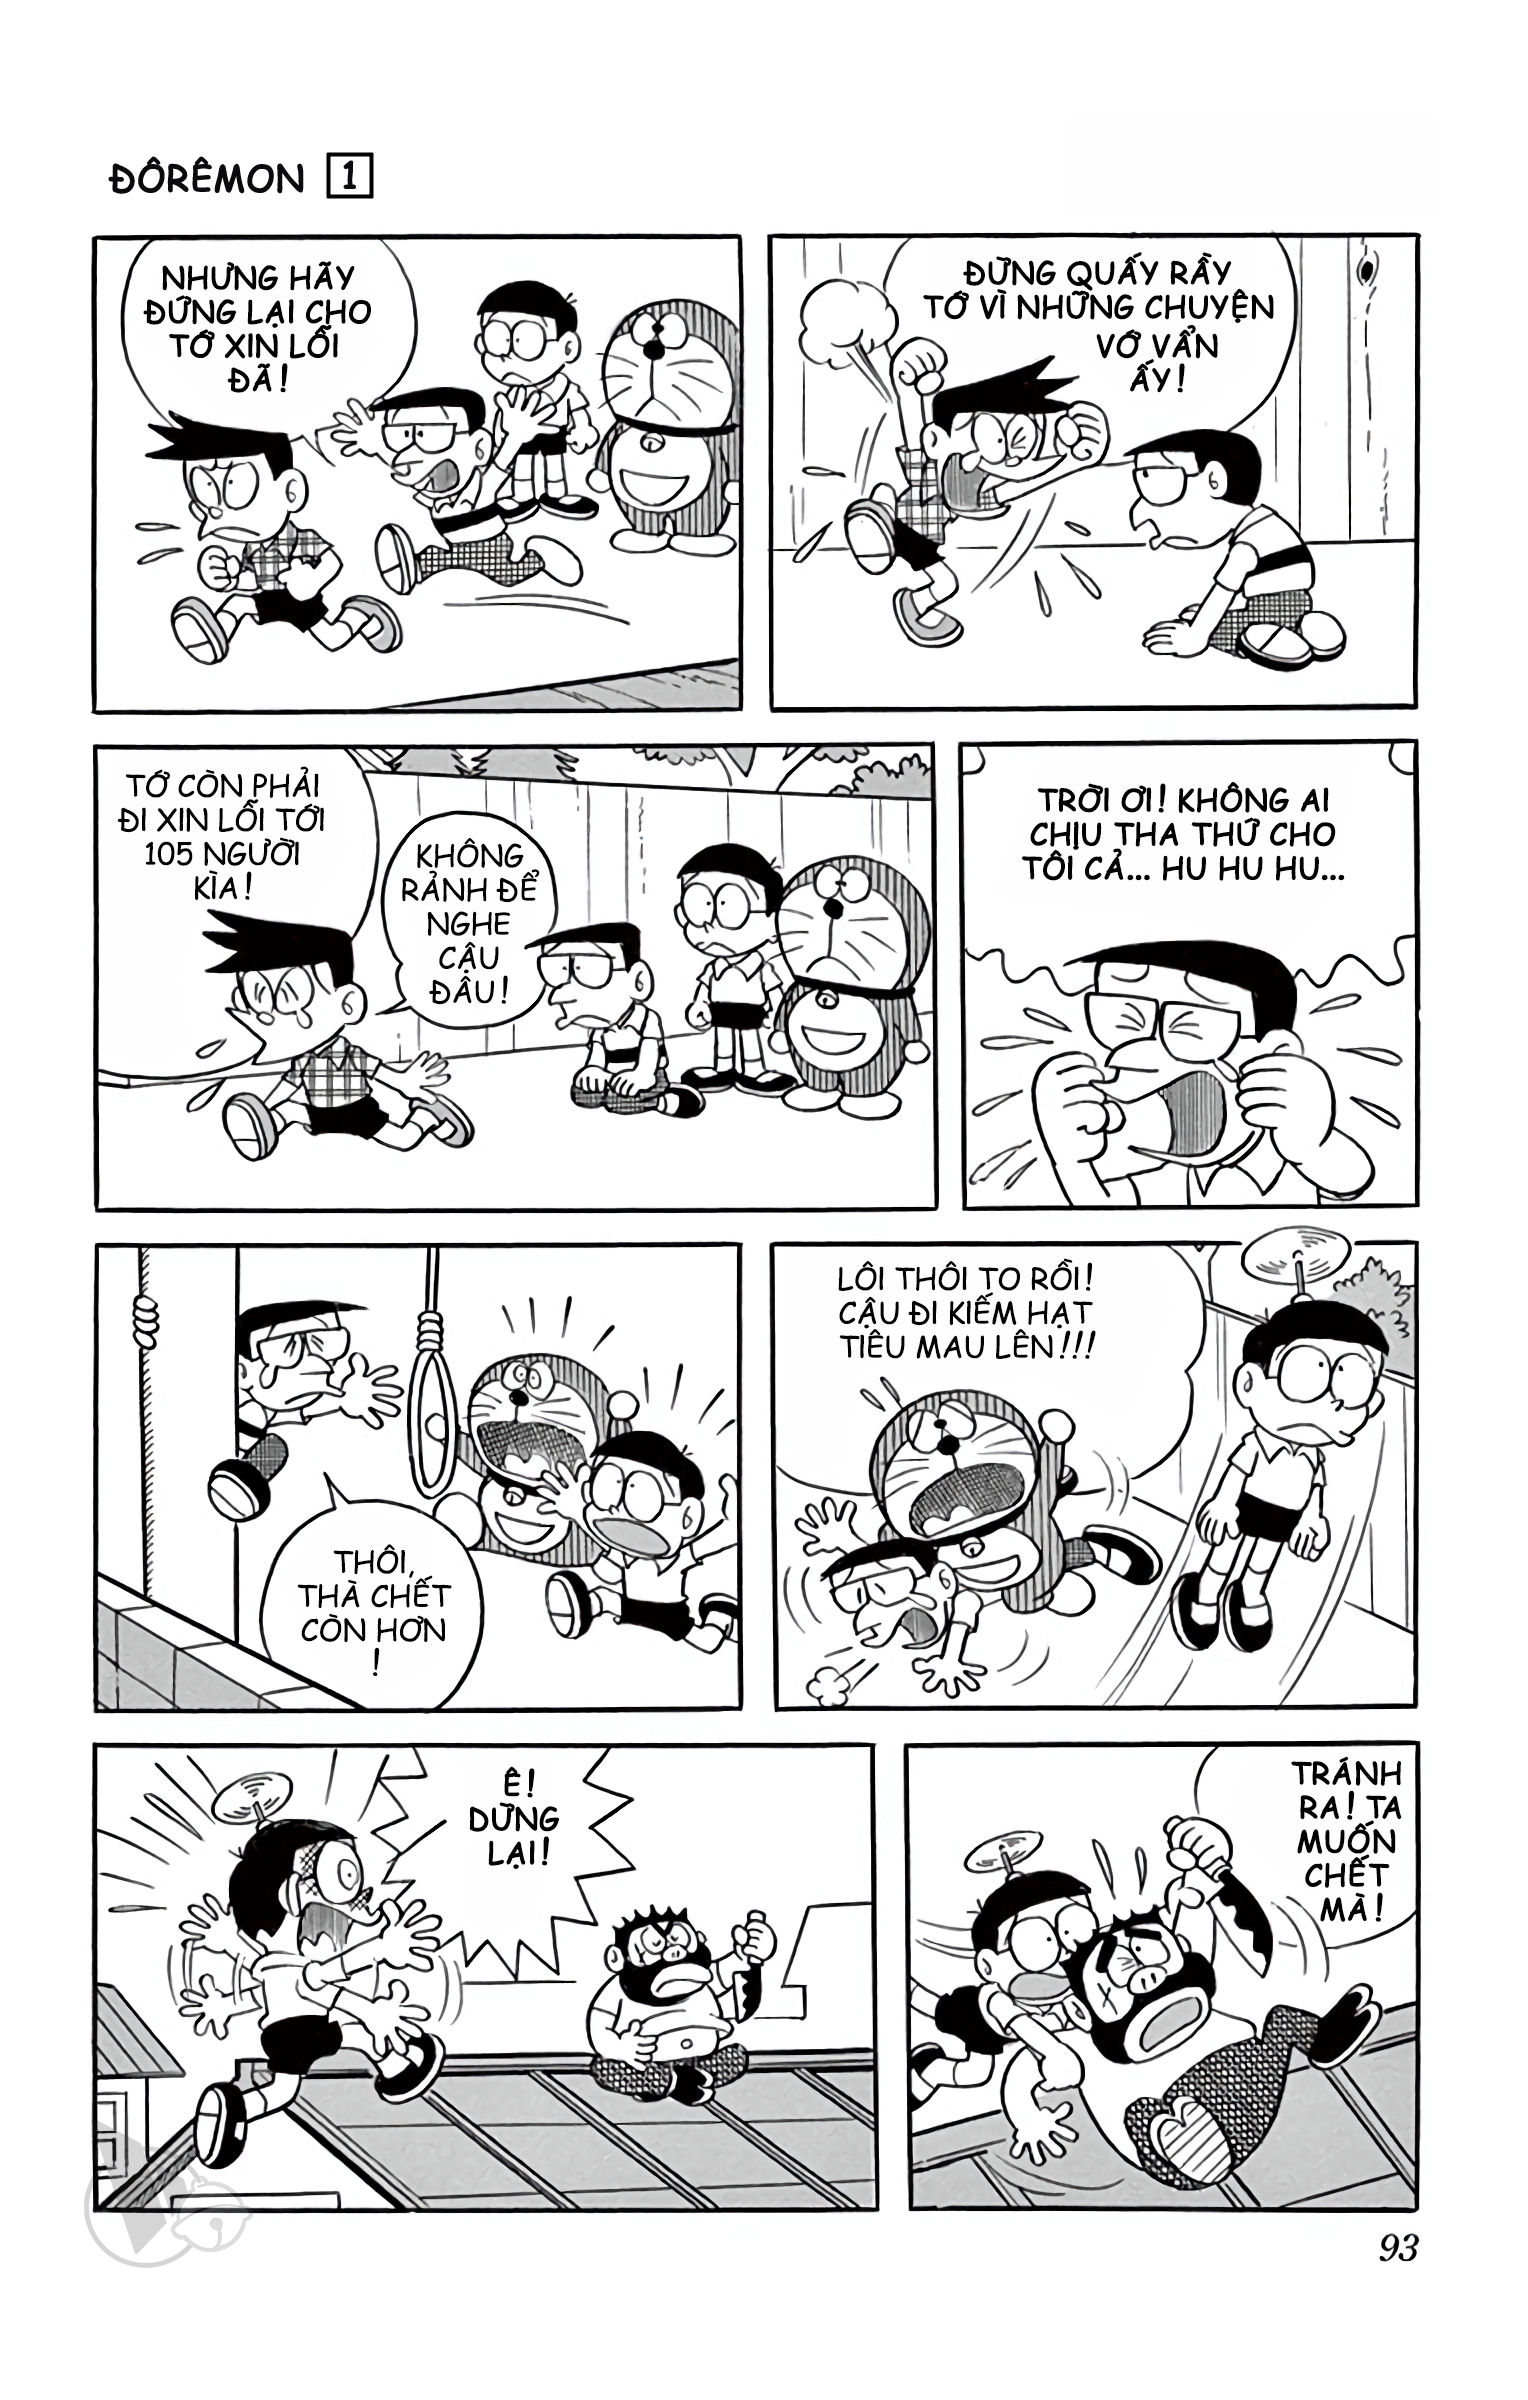 ĐÔRÊMON 1
NHƯNG HÃY
ĐỨNG LẠI CHO
TỚ XIN LỖI
ĐÃ!
ĐỪNG QUẤY RẦY
TỚ VÌ NHỮNG CHUYỆN
VỚ VẨN
ẤY!
TỚ CÒN PHẢI
ĐI XIN LỖI TỚI
105 NGƯỜI
KÌA!
KHÔNG
RẢNH ĐỂ
NGHE
CẬU
ĐÂU!
TRỜI ƠI! KHÔNG AI
CHỊU THA THỨ CHO
TÔI CẢ... HU HU HU...
THÔI,
THÀ CHẾT
CÒN HƠN
!
LÔI THÔI TO RỒI!
CẬU ĐI KIẾM HẠT
TIÊU MAU LÊN!!!
Ê!
DỪNG
LẠI!
TRÁNH
RA! TA
MUỐN
CHẾT
MÀ!
93